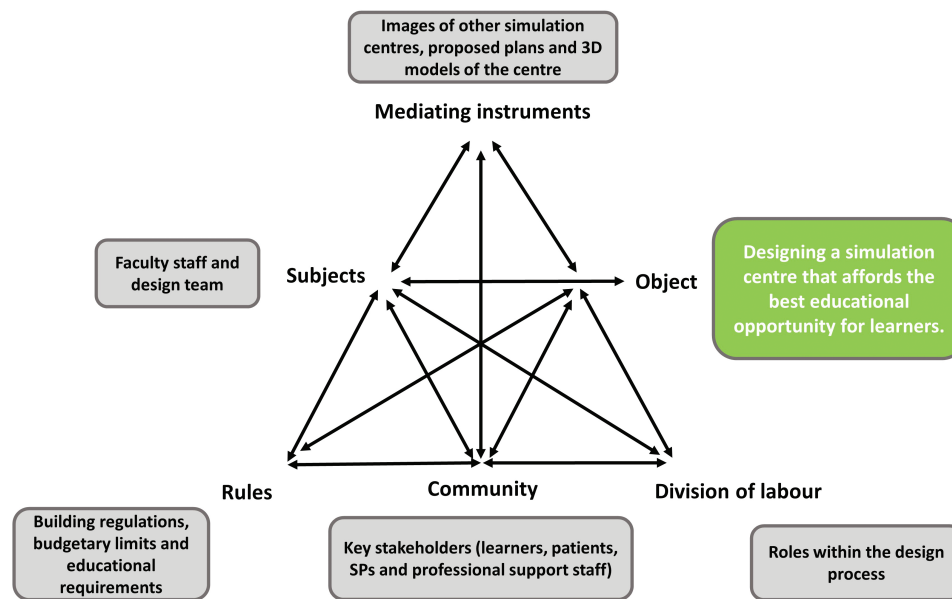 Images of other simulation
centres, proposed plans and 3D
models of the centre
Mediating instruments
Faculty staff and
design team
Subjects
Object
Designing a simulation
centre that affords the
best educational
opportunity for learners.
Rules
Community
Division of labour
Building regulations,
budgetary limits and
educational
requirements
Key stakeholders (learners, patients,
SPs and professional support staff)
Roles within the design
process